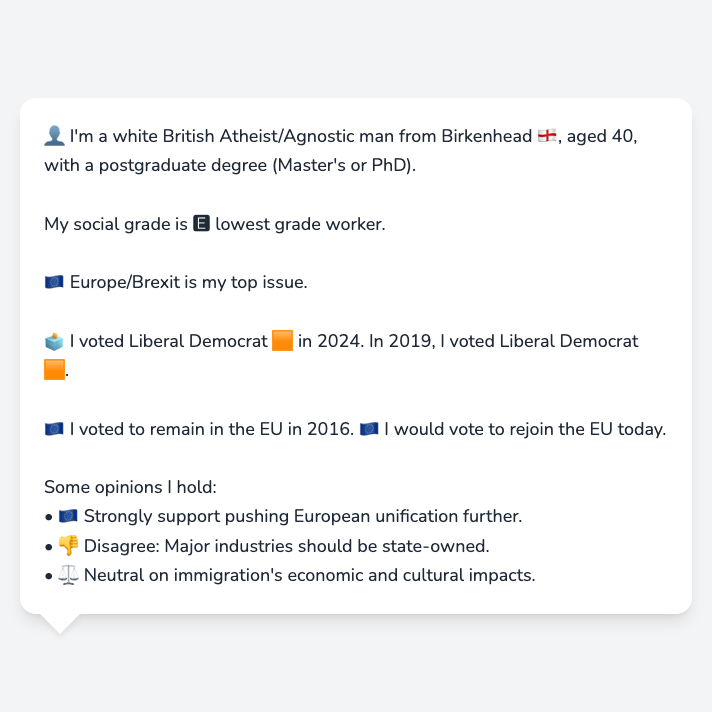 👤 I'm a white British Atheist/Agnostic man from Birkenhead 🏴󠁧󠁢󠁥󠁮󠁧󠁿, aged 40,
with a postgraduate degree (Master's or PhD).
My social grade is 🅴 lowest grade worker.
🇪🇺 Europe/Brexit is my top issue.
🗳️ I voted Liberal Democrat 🟧 in 2024. In 2019, I voted Liberal Democrat
🟧.
🇪🇺 I voted to remain in the EU in 2016. 🇪🇺 I would vote to rejoin the EU today.
Some opinions I hold:
• 🇪🇺 Strongly support pushing European unification further.
• 👎 Disagree: Major industries should be state-owned.
• ⚖️ Neutral on immigration's economic and cultural impacts.